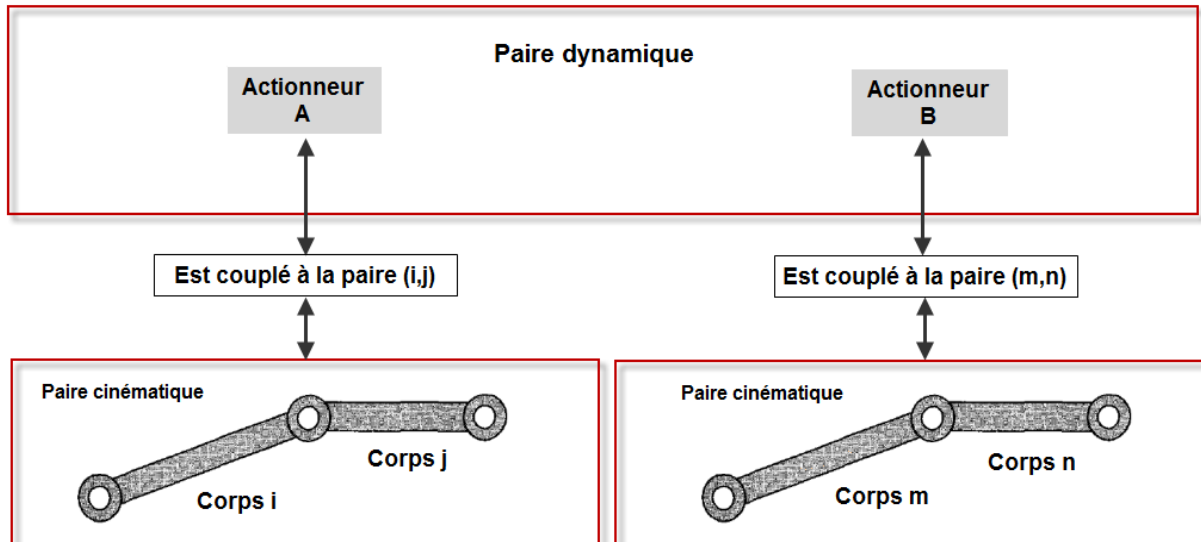 Paire dynamique
Actionneur
A
Actionneur
B
Est couplé à la paire (i,j)
Est couplé à la paire (m,n)
Paire cinématique
Corps j
Corps i
Paire cinématique
Corps n
Corps m